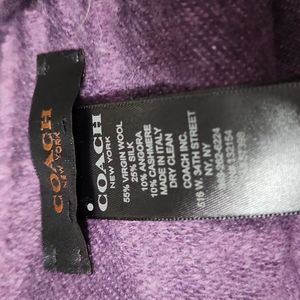 COACH
NEW YORK
COACH
NEW YORK
55% VIRGIN WOOL
25% SILK
10% ANGORA
10% CASHMERE
MADE IN ITALY
DRY CLEAN
COACH INC.
516 W. 34TH STREET
NY, NY